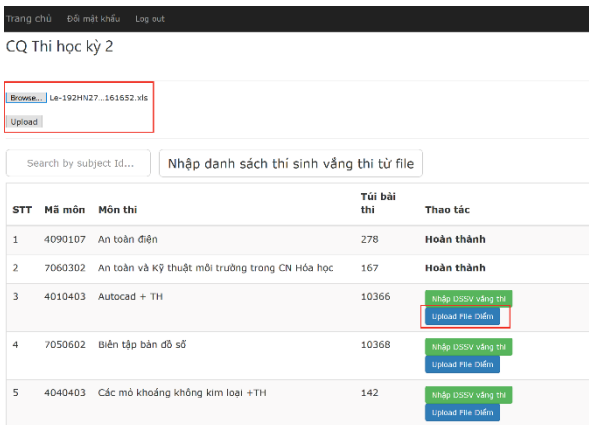 Trang chủ Đổi mật khẩu Log out
CQ Thi học kỳ 2
Browse... Le-192HN27...161652.xls
Upload
Search by subject Id... Nhập danh sách thí sinh vắng thi từ file
STT Mã môn Môn thi Túi bài thi Thao tác
1 4090107 An toàn điện 278 Hoàn thành
2 7060302 An toàn và Kỹ thuật môi trường trong CN Hóa học 167 Hoàn thành
3 4010403 Autocad + TH 10366 Nhập DSSV vắng thi
Upload File Điểm
4 7050602 Biên tập bản đồ số 10368 Nhập DSSV vắng thi
Upload File Điểm
5 4040403 Các mỏ khoáng không kim loại +TH 142 Nhập DSSV vắng thi
Upload File Điểm